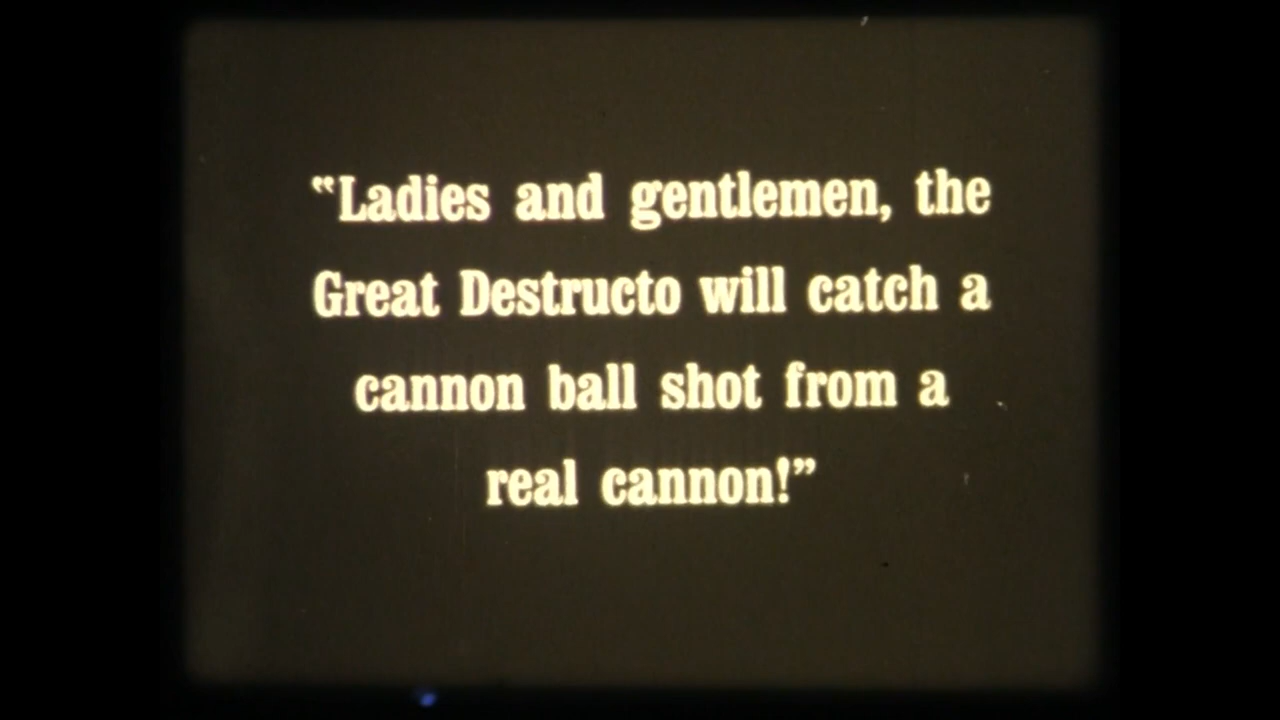 “Ladies and gentlemen, the
Great Destructo will catch a
cannon ball shot from a
real cannon!”